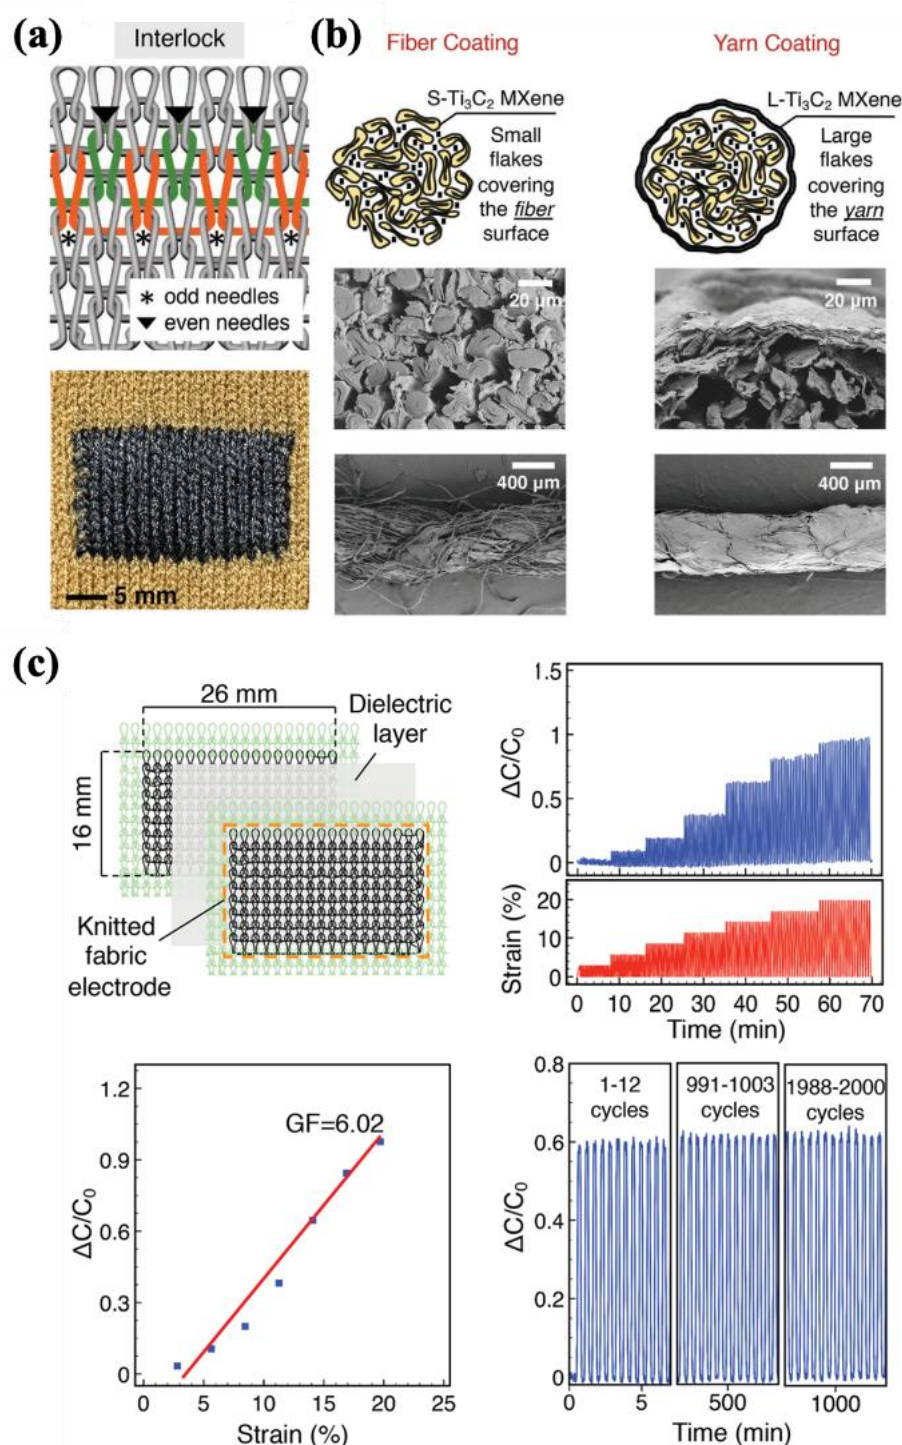 (a)
Interlock
* odd needles
▼ even needles
5 mm
(b)
Fiber Coating
S-Ti₃C₂ MXene
Small
flakes
covering
the fiber
surface
20 µm
400 µm
Yarn Coating
L-Ti₃C₂ MXene
Large
flakes
covering
the yarn
surface
20 µm
400 µm
(c)
26 mm
16 mm
Dielectric
layer
Knitted
fabric
electrode
1.5
1
0.5
0
ΔC/C₀
20
10
0
Strain (%)
0 10 20 30 40 50 60 70
Time (min)
1.2
0.9
0.6
0.3
0
ΔC/C₀
GF=6.02
0 5 10 15 20 25
Strain (%)
0.8
0.6
0.4
0.2
0
ΔC/C₀
1-12
cycles
991-1003
cycles
1988-2000
cycles
0 5 500 1000
Time (min)